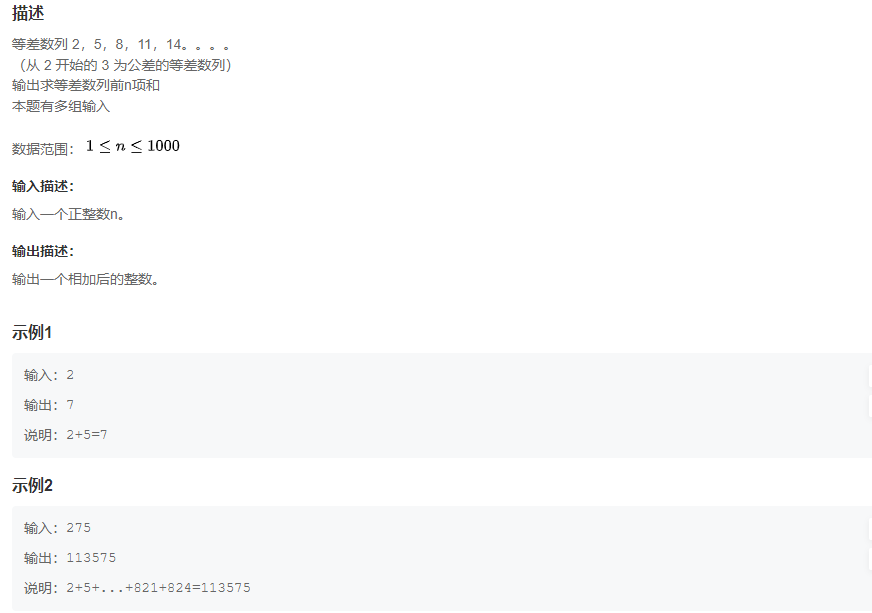 描述
等差数列 2，5，8，11，14。。。。
（从 2 开始的 3 为公差的等差数列）
输出求等差数列前n项和
本题有多组输入
数据范围： 1 ≤ n ≤ 1000
输入描述：
输入一个正整数n。
输出描述：
输出一个相加后的整数。
示例1
输入：2
输出：7
说明：2+5=7
示例2
输入：275
输出：113575
说明：2+5+...+821+824=113575